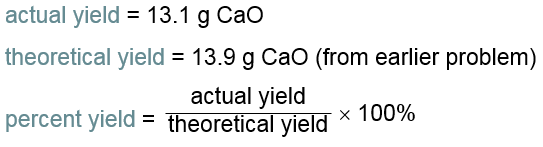 actual yield = 13.1 g CaO
theoretical yield = 13.9 g CaO (from earlier problem)
percent yield = actual yield / theoretical yield × 100%